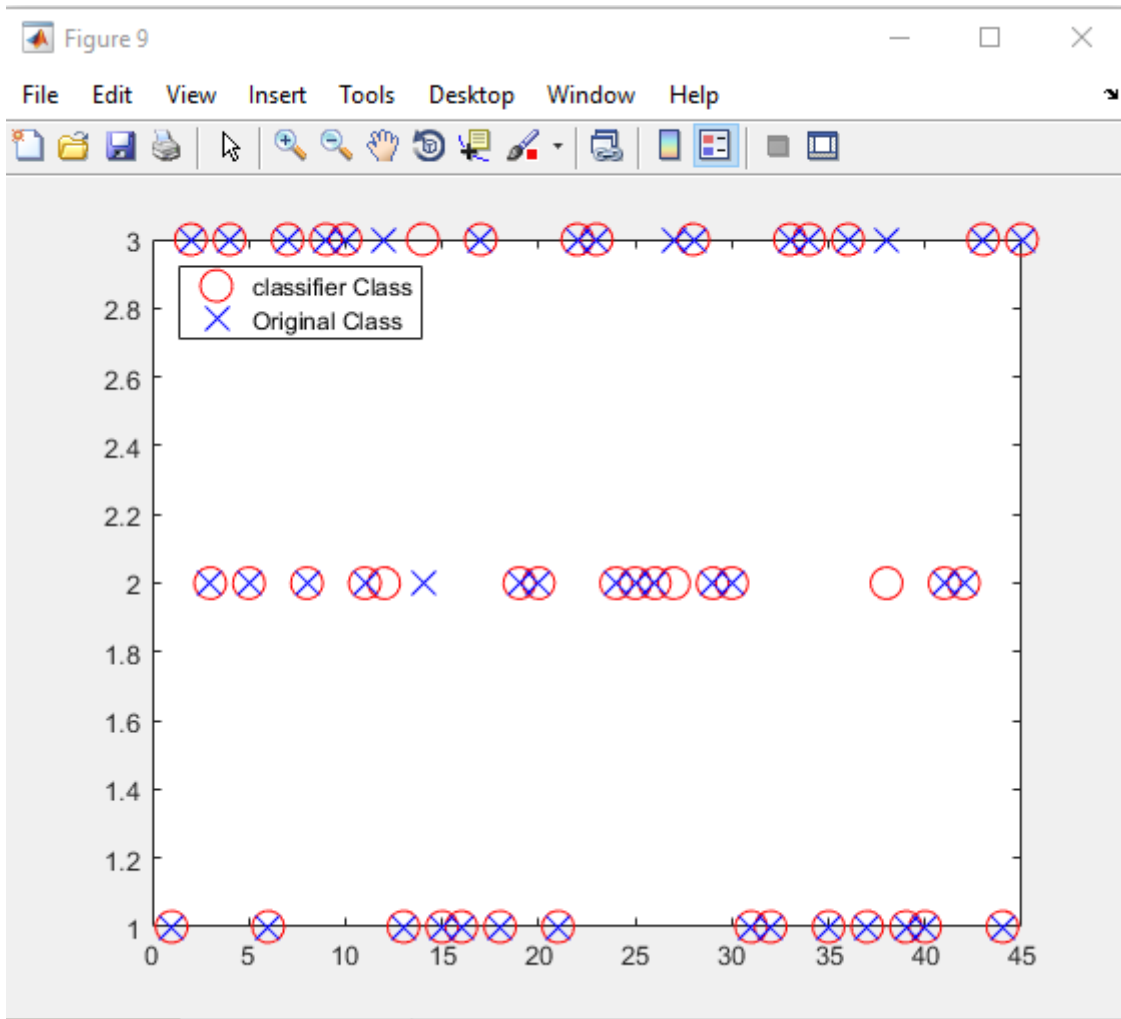 Figure 9
File Edit View Insert Tools Desktop Window Help
3
classifier Class
Original Class
2.8
2.6
2.4
2.2
2
1.8
1.6
1.4
1.2
1
0 5 10 15 20 25 30 35 40 45